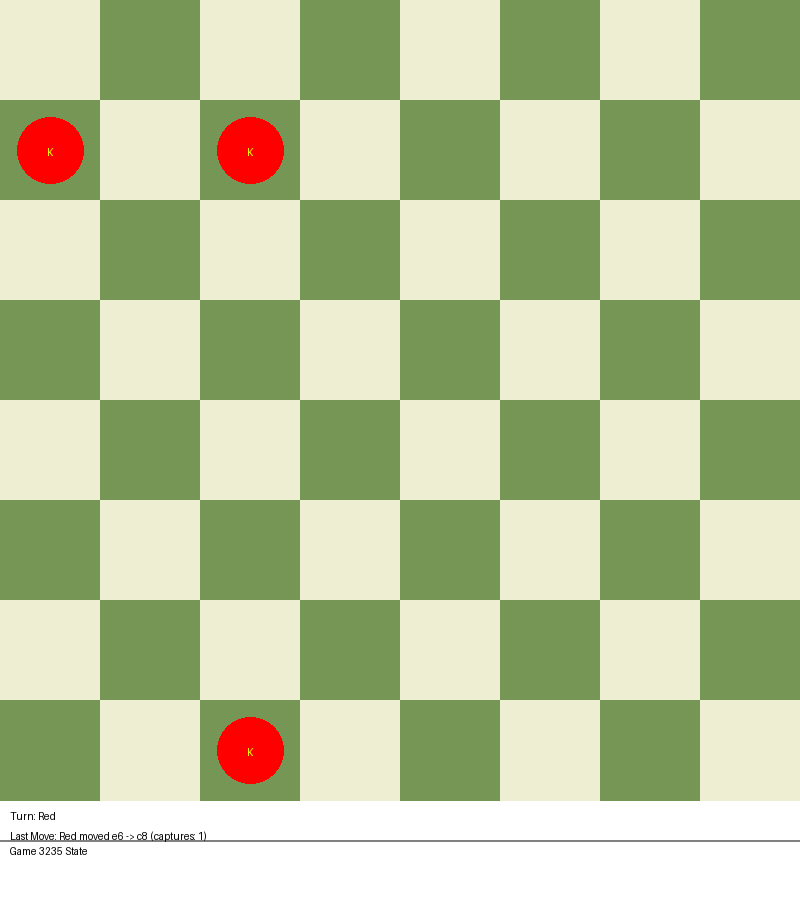 K K
K
Turn: Red
Last Move: Red moved e6 -> c8 (captures: 1)
Game 3235 State